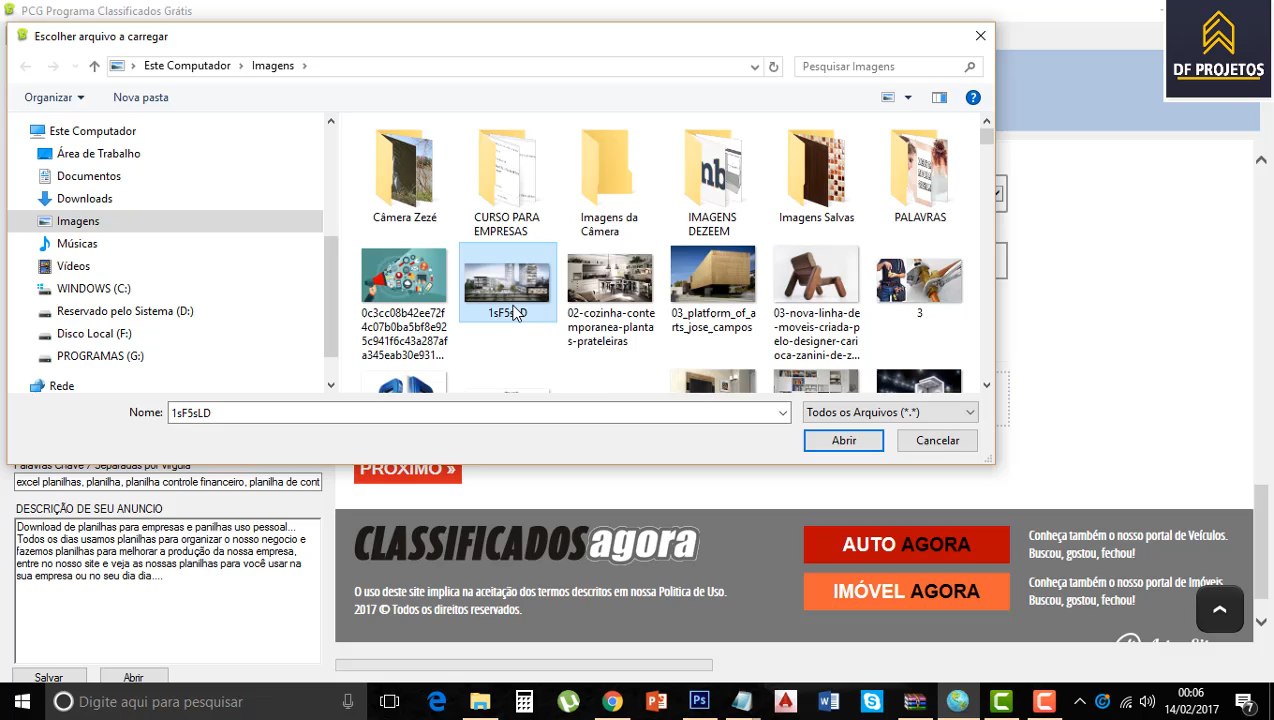 PCG Programa Classificados Grátis
DF PROJETOS
Escolher arquivo a carregar
Este Computador
Imagens
Pesquisar Imagens
Organizar
Nova pasta
Este Computador
Área de Trabalho
Documentos
Downloads
Imagens
Músicas
Vídeos
WINDOWS (C:)
Reservado pelo Sistema (D:)
Disco Local (F:)
PROGRAMAS (G:)
Rede
Câmera Zezé
CURSO PARA
EMPRESAS
Imagens da
Câmera
IMAGENS
DEZEEM
Imagens Salvas
PALAVRAS
0c3cc08b42ee72f
4c07b0ba5bf8e92
5c941f6c43a287af
a345eab30e931...
1sF5sLD
02-cozinha-conte
mporanea-planta
s-prateleiras
03_platform_of_a
rts_jose_campos
03-nova-linha-de
-moveis-criada-p
elo-designer-cari
oca-zanini-de-z...
3
Nome:
1sF5sLD
Todos os Arquivos (*.*)
Abrir
Cancelar
Palavras Chave / Separadas por virgula
excel planilhas, planilha, planilha controle financeiro, planilha de cont
DESCRIÇÃO DE SEU ANUNCIO
Download de planilhas para empresas e panilhas uso pessoal...
Todos os dias usamos planilhas para organizar o nosso negocio e
fazemos planilhas para melhorar a produção da nossa empresa,
entre no nosso site e veja as nossas planilhas para você usar na
sua empresa ou no seu dia dia....
Salvar
Abrir
PRÓXIMO »
CLASSIFICADOS agora
O uso deste site implica na aceitação dos termos descritos em nossa Politica de Uso.
2017 © Todos os direitos reservados.
AUTO AGORA
IMÓVEL AGORA
Conheça também o nosso portal de Veículos.
Buscou, gostou, fechou!
Conheça também o nosso portal de Imóveis.
Buscou, gostou, fechou!
Digite aqui para pesquisar
00:06
14/02/2017
7